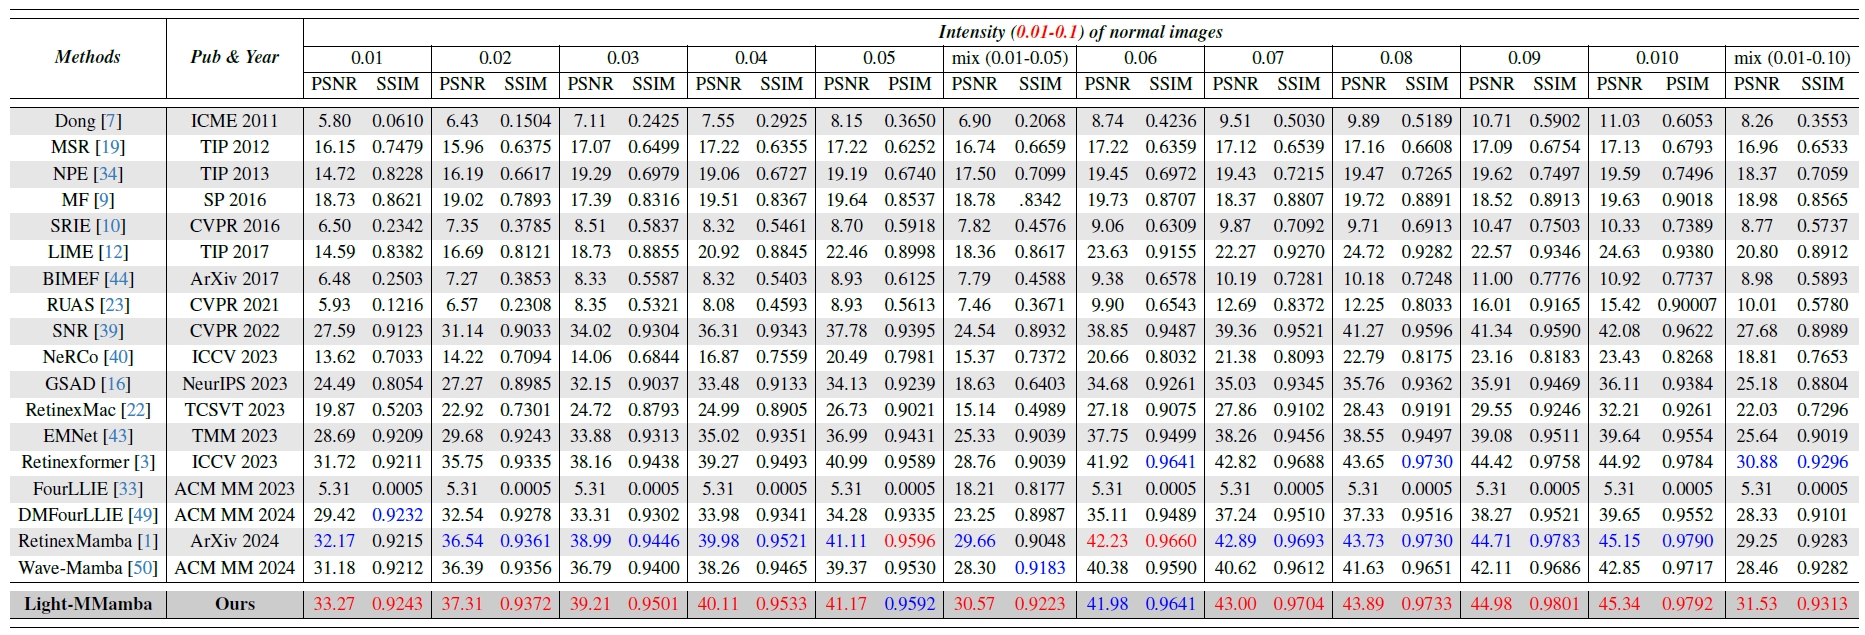 Intensity (0.01-0.1) of normal images
Methods Pub & Year 0.01 0.02 0.03 0.04 0.05 mix (0.01-0.05) 0.06 0.07 0.08 0.09 0.010 mix (0.01-0.10)
PSNR SSIM PSNR SSIM PSNR SSIM PSNR SSIM PSNR PSIM PSNR SSIM PSNR SSIM PSNR SSIM PSIM SSIM PSNR SSIM PSNR PSIM PSNR SSIM
Dong [7] ICME 2011 5.80 0.0610 6.43 0.1504 7.11 0.2425 7.55 0.2925 8.15 0.3650 6.90 0.2068 8.74 0.4236 9.51 0.5030 9.89 0.5189 10.71 0.5902 11.03 0.6053 8.26 0.3553
MSR [19] TIP 2012 16.15 0.7479 15.96 0.6375 17.07 0.6499 17.22 0.6355 17.22 0.6252 16.74 0.6659 17.22 0.6359 17.12 0.6539 17.16 0.6608 17.09 0.6754 17.13 0.6793 16.96 0.6533
NPE [34] TIP 2013 14.72 0.8228 16.19 0.6617 19.29 0.6979 19.06 0.6727 19.19 0.6740 17.50 0.7099 19.45 0.6972 19.43 0.7215 19.47 0.7265 19.62 0.7497 19.59 0.7496 18.37 0.7059
MF [9] SP 2016 18.73 0.8621 19.02 0.7893 17.39 0.8316 19.51 0.8367 19.64 0.8537 18.78 .8342 19.73 0.8707 18.37 0.8807 19.72 0.8891 18.52 0.8913 19.63 0.9018 18.98 0.8565
SRIE [10] CVPR 2016 6.50 0.2342 7.35 0.3785 8.51 0.5837 8.32 0.5461 8.70 0.5918 7.82 0.4576 9.06 0.6309 9.87 0.7092 9.71 0.6913 10.47 0.7503 10.33 0.7389 8.77 0.5737
LIME [12] TIP 2017 14.59 0.8382 16.69 0.8121 18.73 0.8855 20.92 0.8845 22.46 0.8998 18.36 0.8617 23.63 0.9155 22.27 0.9270 24.72 0.9282 22.57 0.9346 24.63 0.9380 20.80 0.8912
BIMEF [44] ArXiv 2017 6.48 0.2503 7.27 0.3853 8.33 0.5587 8.32 0.5403 8.93 0.6125 7.79 0.4588 9.38 0.6578 10.19 0.7281 10.18 0.7248 11.00 0.7776 10.92 0.7737 8.98 0.5893
RUAS [23] CVPR 2021 5.93 0.1216 6.57 0.2308 8.35 0.5321 8.08 0.4593 8.93 0.5613 7.46 0.3671 9.90 0.6543 12.69 0.8372 12.25 0.8033 16.01 0.9165 15.42 0.90007 10.01 0.5780
SNR [39] CVPR 2022 27.59 0.9123 31.14 0.9033 34.02 0.9304 36.31 0.9343 37.78 0.9395 24.54 0.8932 38.85 0.9487 39.36 0.9521 41.27 0.9596 41.34 0.9590 42.08 0.9622 27.68 0.8989
NeRCo [40] ICCV 2023 13.62 0.7033 14.22 0.7094 14.06 0.6844 16.87 0.7559 20.49 0.7981 15.37 0.7372 20.66 0.8032 21.38 0.8093 22.79 0.8175 23.16 0.8183 23.43 0.8268 18.81 0.7653
GSAD [16] NeurIPS 2023 24.49 0.8054 27.27 0.8985 32.15 0.9037 33.48 0.9133 34.13 0.9239 18.63 0.6403 34.68 0.9261 35.03 0.9345 35.76 0.9362 35.91 0.9469 36.11 0.9384 25.18 0.8804
RetinexMac [22] TCSVT 2023 19.87 0.5203 22.92 0.7301 24.72 0.8793 24.99 0.8905 26.73 0.9021 15.14 0.4989 27.18 0.9075 27.86 0.9102 28.43 0.9191 29.55 0.9246 32.21 0.9261 22.03 0.7296
EMNet [43] TMM 2023 28.69 0.9209 29.68 0.9243 33.88 0.9313 35.02 0.9351 36.99 0.9431 25.33 0.9039 37.75 0.9499 38.26 0.9456 38.55 0.9497 39.08 0.9511 39.64 0.9554 25.64 0.9019
Retinexformer [3] ICCV 2023 31.72 0.9211 35.75 0.9335 38.16 0.9438 39.27 0.9493 40.99 0.9589 28.76 0.9039 41.92 0.9641 42.82 0.9688 43.65 0.9730 44.42 0.9758 44.92 0.9784 30.88 0.9296
FourLLIE [33] ACM MM 2023 5.31 0.0005 5.31 0.0005 5.31 0.0005 5.31 0.0005 5.31 0.0005 18.21 0.8177 5.31 0.0005 5.31 0.0005 5.31 0.0005 5.31 0.0005 5.31 0.0005 5.31 0.0005
DMFourLLIE [49] ACM MM 2024 29.42 0.9232 32.54 0.9278 33.31 0.9302 33.98 0.9341 34.28 0.9335 23.25 0.8987 35.11 0.9489 37.24 0.9510 37.33 0.9516 38.27 0.9521 39.65 0.9552 28.33 0.9101
RetinexMamba [1] ArXiv 2024 32.17 0.9215 36.54 0.9361 38.99 0.9446 39.98 0.9521 41.11 0.9596 29.66 0.9048 42.23 0.9660 42.89 0.9693 43.73 0.9730 44.71 0.9783 45.15 0.9790 29.25 0.9283
Wave-Mamba [50] ACM MM 2024 31.18 0.9212 36.39 0.9356 36.79 0.9400 38.26 0.9465 39.37 0.9530 28.30 0.9183 40.38 0.9590 40.62 0.9612 41.63 0.9651 42.11 0.9686 42.85 0.9717 28.46 0.9282
Light-MMamba Ours 33.27 0.9243 37.31 0.9372 39.21 0.9501 40.11 0.9533 41.17 0.9592 30.57 0.9223 41.98 0.9641 43.00 0.9704 43.89 0.9733 44.98 0.9801 45.34 0.9792 31.53 0.9313